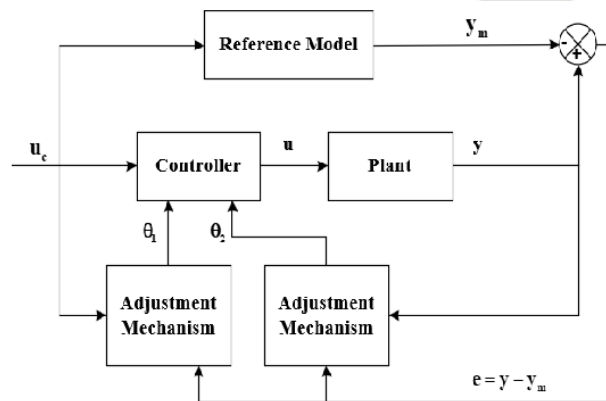 Reference Model
y_m
-
+
u_c
Controller
u
Plant
y
θ_1
θ_2
Adjustment
Mechanism
Adjustment
Mechanism
e = y − y_m